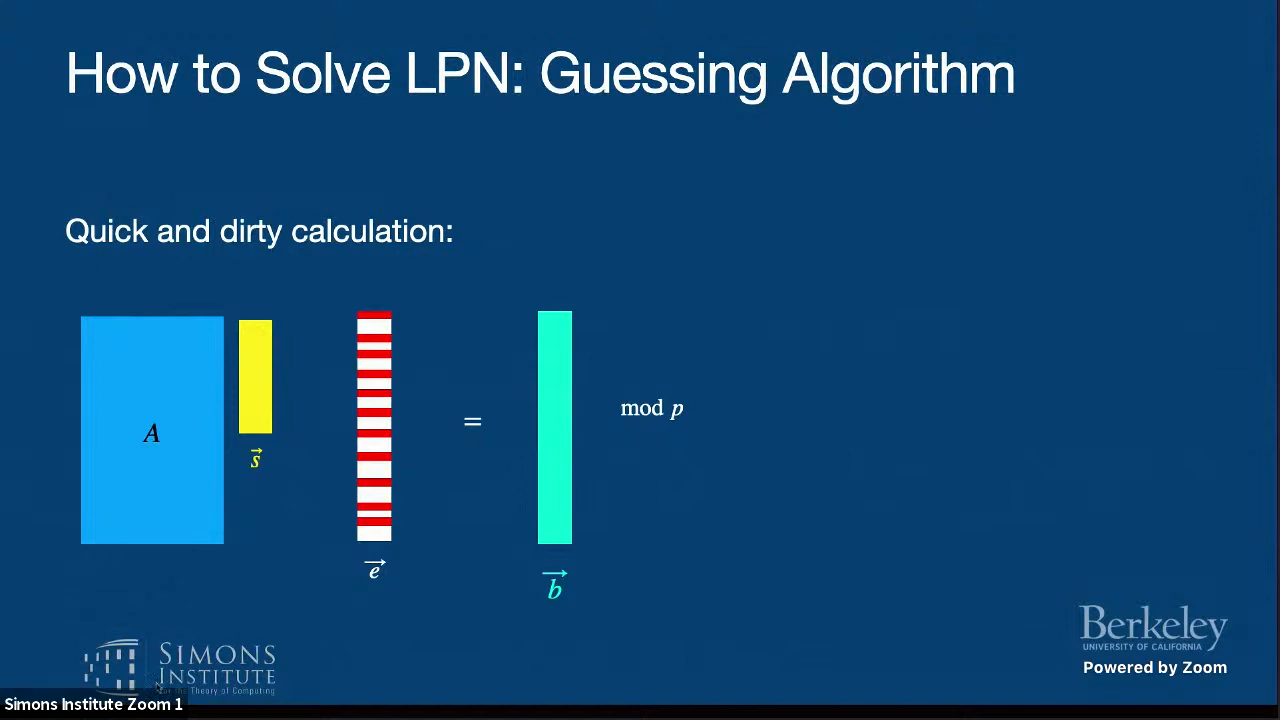 How to Solve LPN: Guessing Algorithm
Quick and dirty calculation:
A
s
=
mod p
e
b
SIMONS
INSTITUTE
for the Theory of Computing
Berkeley
UNIVERSITY OF CALIFORNIA
Powered by Zoom
Simons Institute Zoom 1